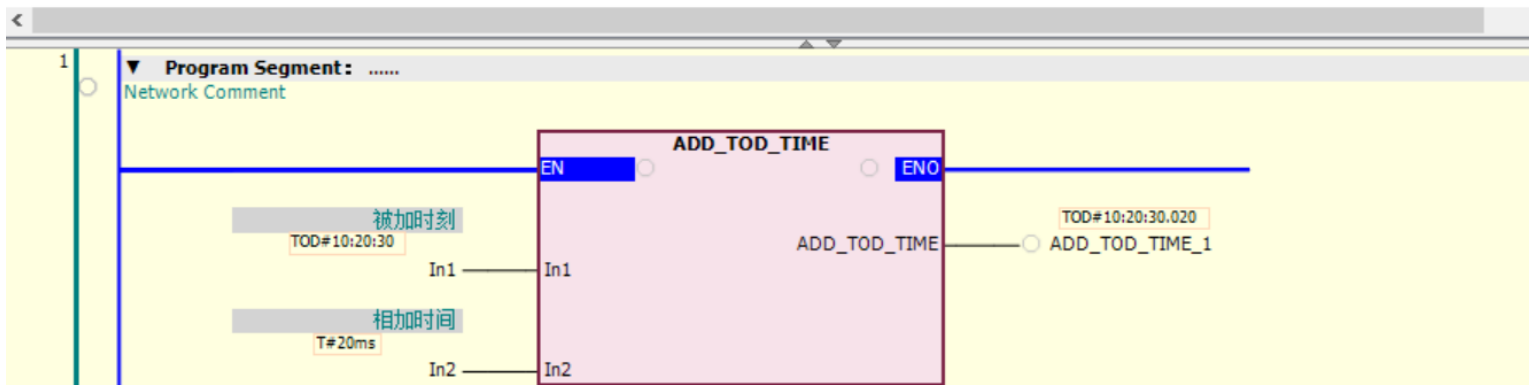 1
▼ Program Segment: ......
Network Comment
ADD_TOD_TIME
EN ENO
被加时刻
TOD#10:20:30
TOD#10:20:30.020
ADD_TOD_TIME ADD_TOD_TIME_1
In1 In1
相加时间
T#20ms
In2 In2